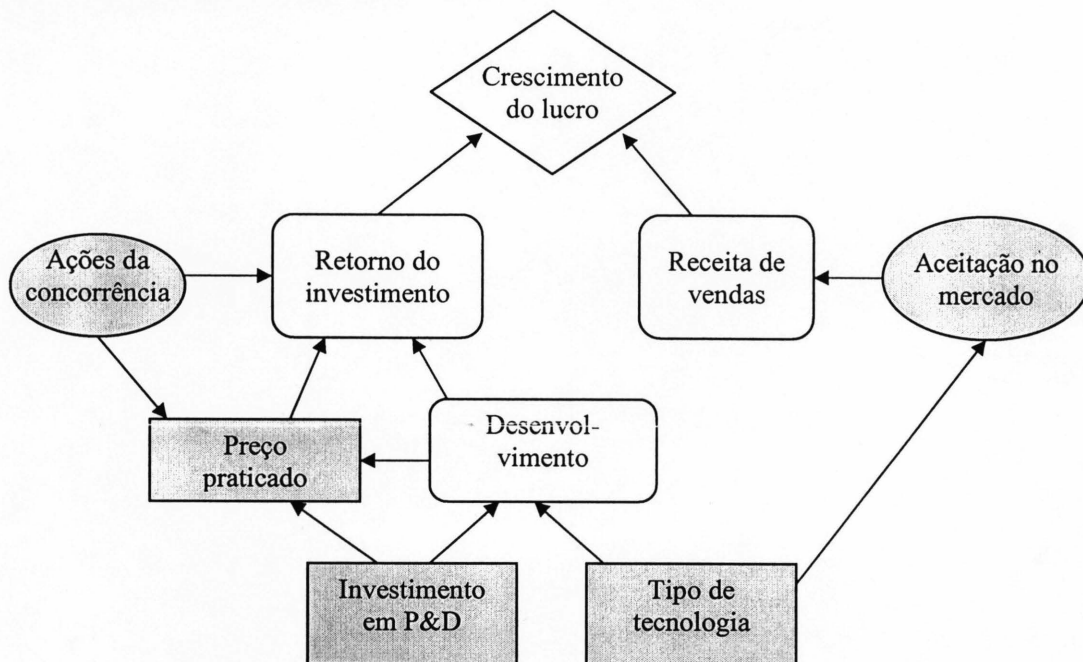 Crescimento
do lucro
Ações da
concorrência
Retorno do
investimento
Receita de
vendas
Aceitação no
mercado
Preço
praticado
Desenvol-
vimento
Investimento
em P&D
Tipo de
tecnologia